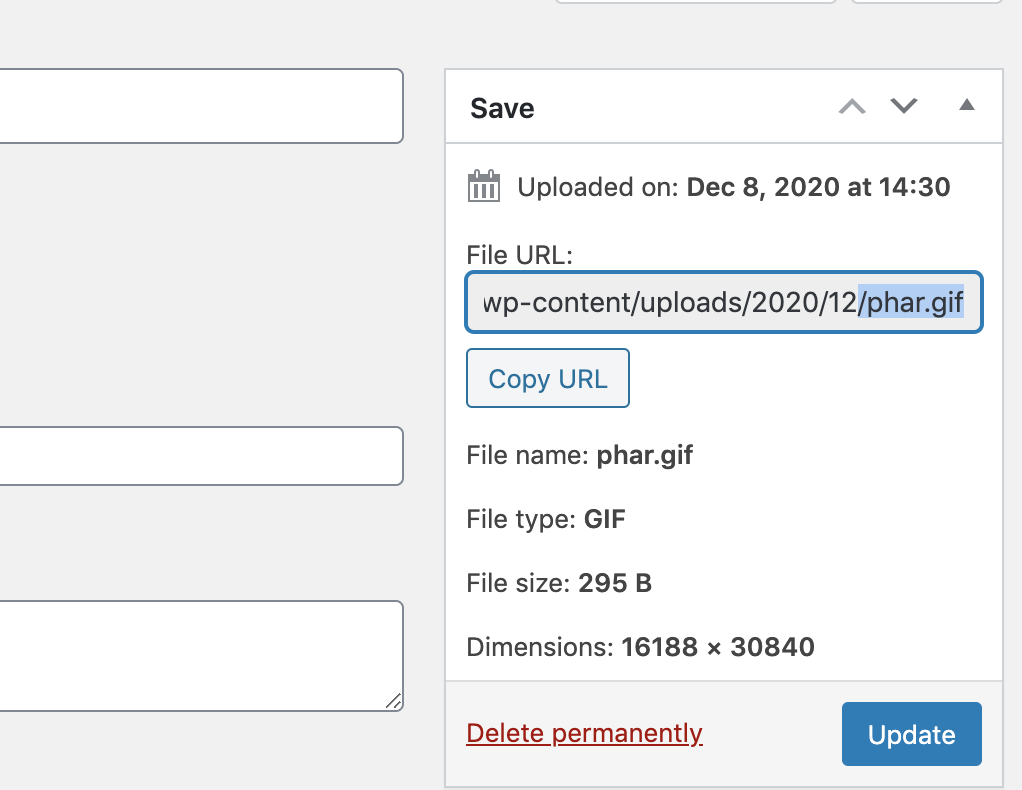 Save
Uploaded on: Dec 8, 2020 at 14:30
File URL:
wp-content/uploads/2020/12/phar.gif
Copy URL
File name: phar.gif
File type: GIF
File size: 295 B
Dimensions: 16188 × 30840
Delete permanently
Update